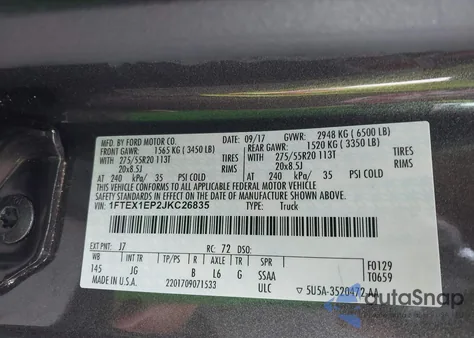 MFD. BY FORD MOTOR CO. 09/17 GVWR: 2948 KG (6500 LB)
FRONT GAWR: 1565 KG (3450 LB) REAR GAWR: 1520 KG (3350 LB)
WITH 275/55R20 113T TIRES WITH 275/55R20 113T TIRES
20x8.5J RIMS 20x8.5J RIMS
AT 240 kPa/ 35 PSI COLD AT 240 kPa/ 35 PSI COLD
THIS VEHICLE CONFORMS TO ALL APPLICABLE FEDERAL MOTOR VEHICLE
SAFETY AND THEFT PREVENTION STANDARDS IN EFFECT ON THE
DATE OF MANUFACTURE SHOWN ABOVE.
VIN: 1FTEX1EP2JKC26835 TYPE: Truck
EXT PNT: J7 RC: 72 DSO:
WB INT TR TP/PS R AXLE TR SPR F0129
145 JG B L6 G SSAA T0659
MADE IN U.S.A. 2201709071533 ULC 5U5A-3520472-AA
autoSnap